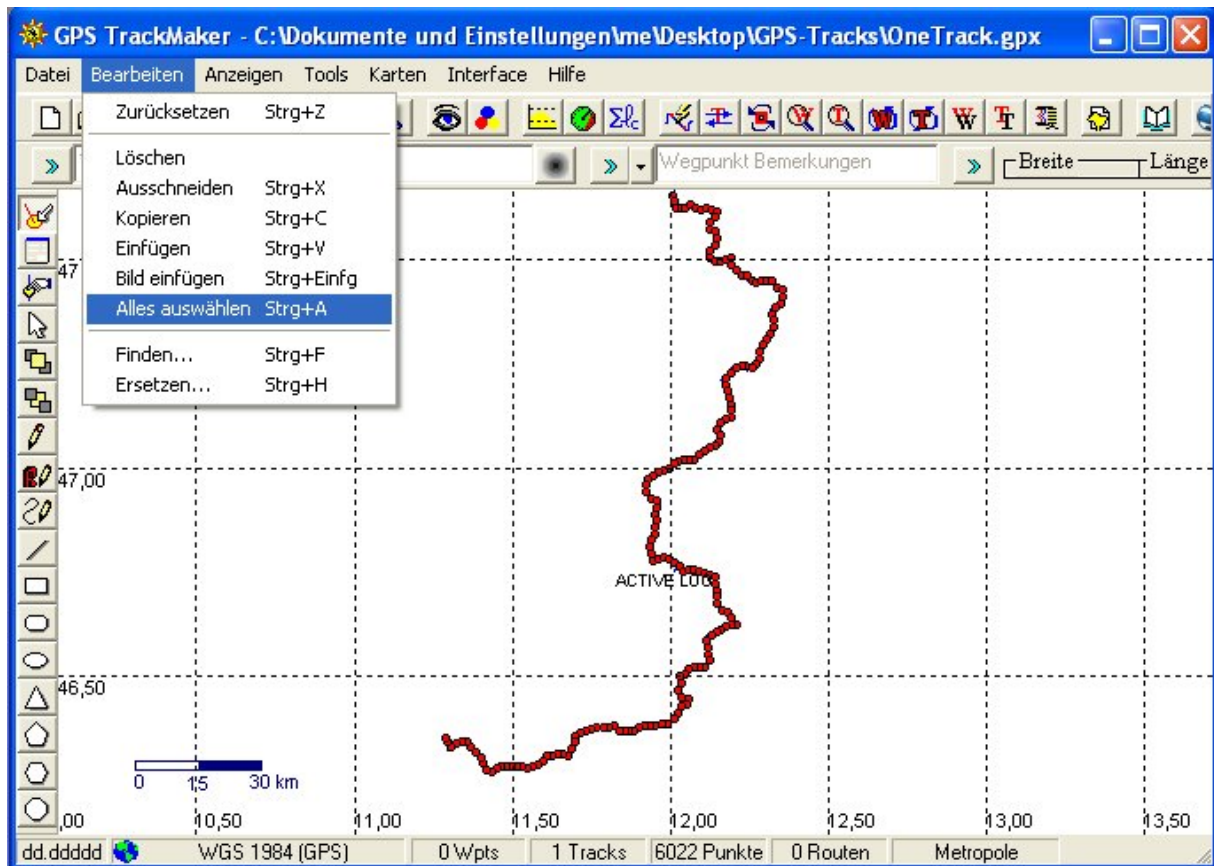 GPS TrackMaker - C:\Dokumente und Einstellungen\me\Desktop\GPS-Tracks\OneTrack.gpx
Datei Bearbeiten Anzeigen Tools Karten Interface Hilfe
Zurücksetzen Strg+Z
Löschen
Ausschneiden Strg+X
Kopieren Strg+C
Einfügen Strg+V
Bild einfügen Strg+Einfg
Alles auswählen Strg+A
Finden... Strg+F
Ersetzen... Strg+H
Wegpunkt Bemerkungen
Breite Länge
47
47,00
ACTIVE LOG
46,50
0 15 30 km
,00 10,50 11,00 11,50 12,00 12,50 13,00 13,50
dd.ddddd WGS 1984 (GPS) 0 Wpts 1 Tracks 6022 Punkte 0 Routen Metropole